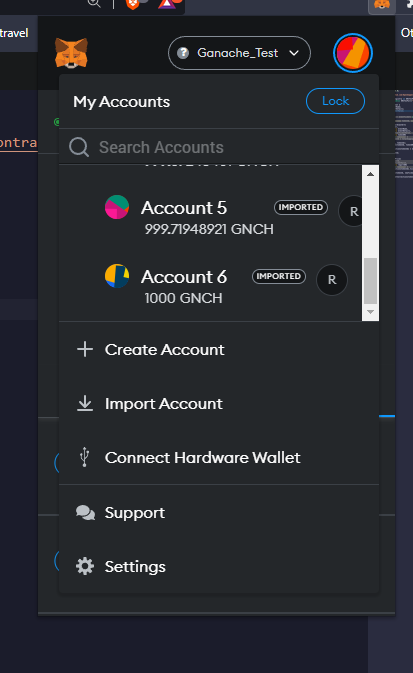 travel
Ganache_Test
Ot
My Accounts
Lock
ontra
Search Accounts
Account 5
IMPORTED
R
999.71948921 GNCH
Account 6
IMPORTED
R
1000 GNCH
Create Account
Import Account
Connect Hardware Wallet
Support
Settings